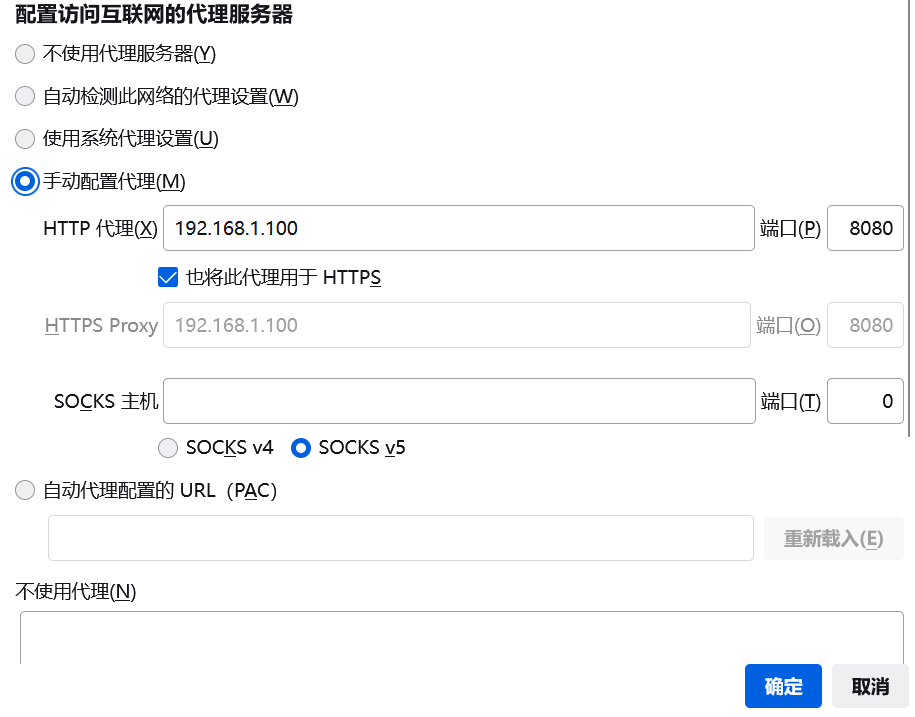 配置访问互联网的代理服务器
不使用代理服务器(Y)
自动检测此网络的代理设置(W)
使用系统代理设置(U)
手动配置代理(M)
HTTP 代理(X) 192.168.1.100 端口(P) 8080
也将此代理用于 HTTPS
HTTPS Proxy 192.168.1.100 端口(O) 8080
SOCKS 主机 端口(T) 0
SOCKS v4 SOCKS v5
自动代理配置的 URL（PAC）
重新载入(E)
不使用代理(N)
确定 取消